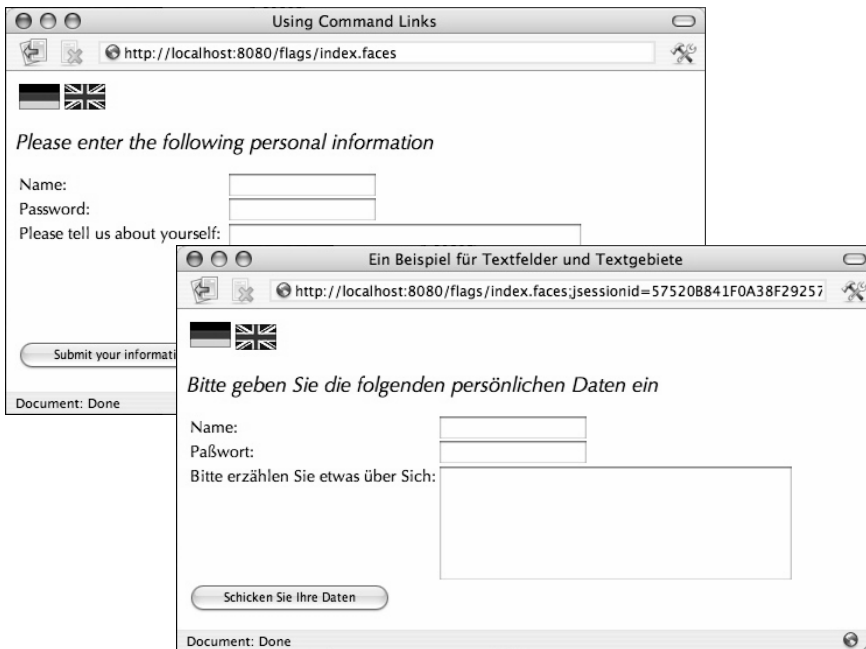 Using Command Links
http://localhost:8080/flags/index.faces
Please enter the following personal information
Name:
Password:
Please tell us about yourself:
Submit your informati
Document: Done
Ein Beispiel für Textfelder und Textgebiete
http://localhost:8080/flags/index.faces;jsessionid=57520B841F0A38F29257
Bitte geben Sie die folgenden persönlichen Daten ein
Name:
Paßwort:
Bitte erzählen Sie etwas über Sich:
Schicken Sie Ihre Daten
Document: Done